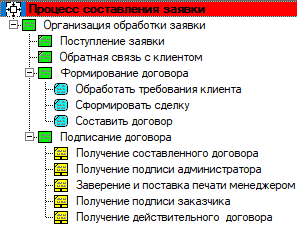 Процесс составления заявки
Организация обработки заявки
Поступление заявки
Обратная связь с клиентом
Формирование договора
Обработать требования клиента
Сформировать сделку
Составить договор
Подписание договора
Получение составленного договора
Получение подписи администратора
Заверение и поставка печати менеджером
Получение подписи заказчика
Получение действительного договора